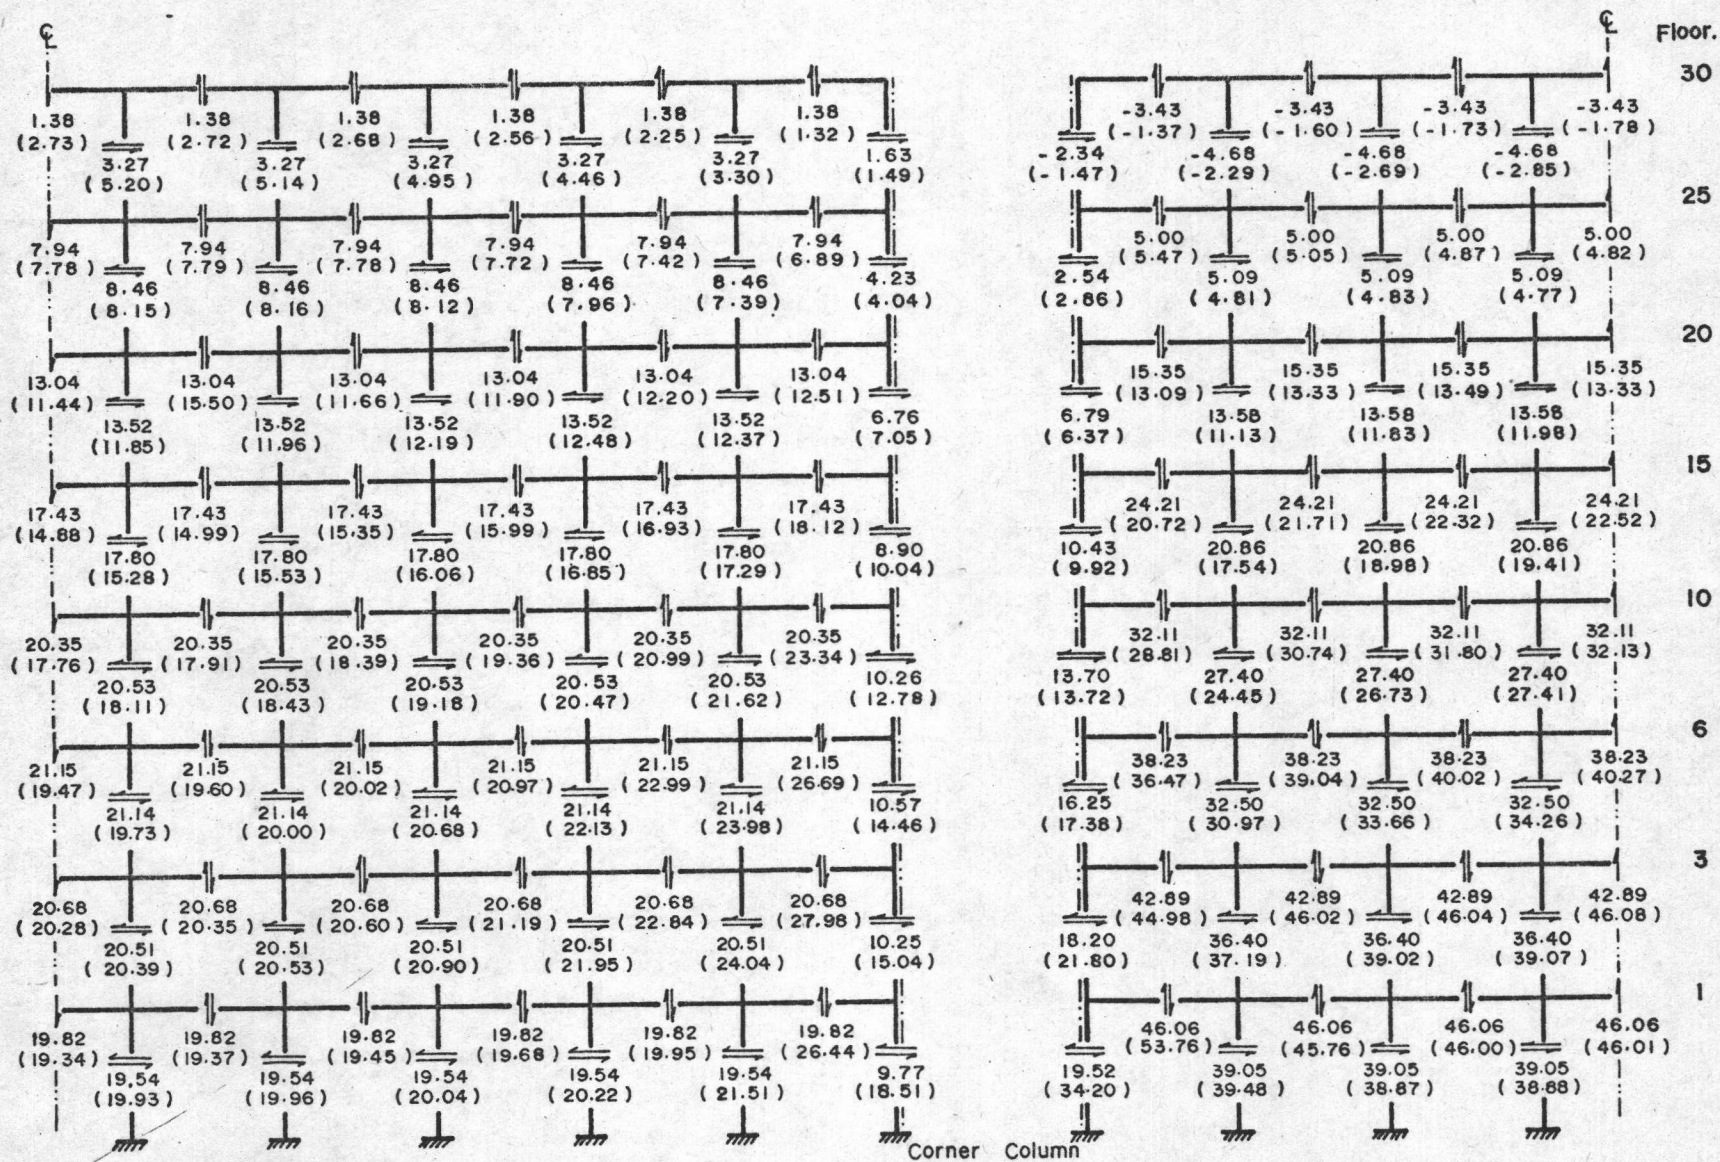 ℄ ℄ Floor.
30
1.38 1.38 1.38 1.38 1.38 1.38 -3.43 -3.43 -3.43 -3.43
(2.73) (2.72) (2.68) (2.56) (2.25) (1.32) (-1.37) (-1.60) (-1.73) (-1.78)
3.27 3.27 3.27 3.27 3.27 1.63 -2.34 -4.68 -4.68 -4.68
(5.20) (5.14) (4.95) (4.46) (3.30) (1.49) (-1.47) (-2.29) (-2.69) (-2.85)
25
7.94 7.94 7.94 7.94 7.94 7.94 5.00 5.00 5.00 5.00
(7.78) (7.79) (7.78) (7.72) (7.42) (6.89) (5.47) (5.05) (4.87) (4.82)
8.46 8.46 8.46 8.46 8.46 4.23 2.54 5.09 5.09 5.09
(8.15) (8.16) (8.12) (7.96) (7.39) (4.04) (2.86) (4.81) (4.83) (4.77)
20
13.04 13.04 13.04 13.04 13.04 13.04 15.35 15.35 15.35 15.35
(11.44) (15.50) (11.66) (11.90) (12.20) (12.51) (13.09) (13.33) (13.49) (13.33)
13.52 13.52 13.52 13.52 13.52 6.76 6.79 13.58 13.58 13.58
(11.85) (11.96) (12.19) (12.48) (12.37) (7.05) (6.37) (11.13) (11.83) (11.98)
15
17.43 17.43 17.43 17.43 17.43 17.43 24.21 24.21 24.21 24.21
(14.88) (14.99) (15.35) (15.99) (16.93) (18.12) (20.72) (21.71) (22.32) (22.52)
17.80 17.80 17.80 17.80 17.80 8.90 10.43 20.86 20.86 20.86
(15.28) (15.53) (16.06) (16.85) (17.29) (10.04) (9.92) (17.54) (18.98) (19.41)
10
20.35 20.35 20.35 20.35 20.35 20.35 32.11 32.11 32.11 32.11
(17.76) (17.91) (18.39) (19.36) (20.99) (23.34) (28.81) (30.74) (31.80) (32.13)
20.53 20.53 20.53 20.53 20.53 10.26 13.70 27.40 27.40 27.40
(18.11) (18.43) (19.18) (20.47) (21.62) (12.78) (13.72) (24.45) (26.73) (27.41)
6
21.15 21.15 21.15 21.15 21.15 21.15 38.23 38.23 38.23 38.23
(19.47) (19.60) (20.02) (20.97) (22.99) (26.69) (36.47) (39.04) (40.02) (40.27)
21.14 21.14 21.14 21.14 21.14 10.57 16.25 32.50 32.50 32.50
(19.73) (20.00) (20.68) (22.13) (23.98) (14.46) (17.38) (30.97) (33.66) (34.26)
3
20.68 20.68 20.68 20.68 20.68 20.68 42.89 42.89 42.89 42.89
(20.28) (20.35) (20.60) (21.19) (22.84) (27.98) (44.98) (46.02) (46.04) (46.08)
20.51 20.51 20.51 20.51 20.51 10.25 18.20 36.40 36.40 36.40
(20.39) (20.53) (20.90) (21.95) (24.04) (15.04) (21.80) (37.19) (39.02) (39.07)
1
19.82 19.82 19.82 19.82 19.82 19.82 46.06 46.06 46.06 46.06
(19.34) (19.37) (19.45) (19.68) (19.95) (26.44) (53.76) (45.76) (46.00) (46.01)
19.54 19.54 19.54 19.54 19.54 9.77 19.52 39.05 39.05 39.05
(19.93) (19.96) (20.04) (20.22) (21.51) (18.51) (34.20) (39.48) (38.87) (38.88)
Corner Column